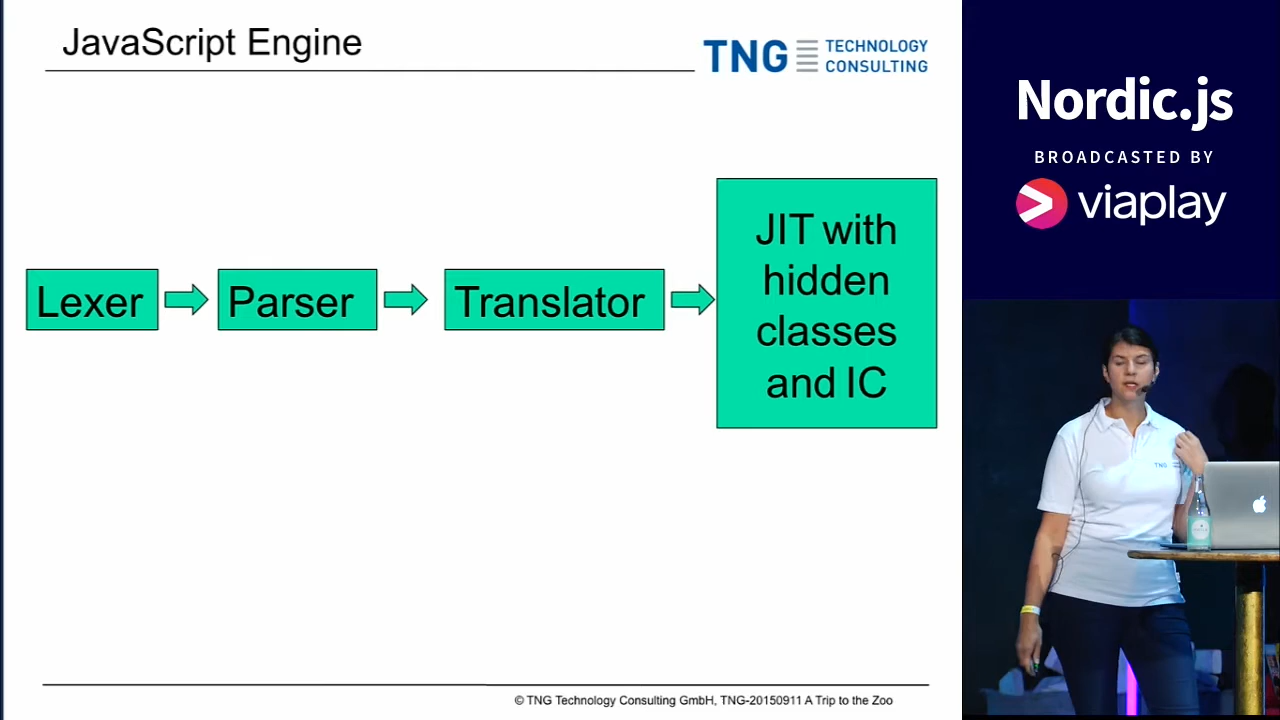 JavaScript Engine
TNG TECHNOLOGY
CONSULTING
Lexer
Parser
Translator
JIT with
hidden
classes
and IC
© TNG Technology Consulting GmbH, TNG-20150911 A Trip to the Zoo
Nordic.js
BROADCASTED BY
viaplay
TNG